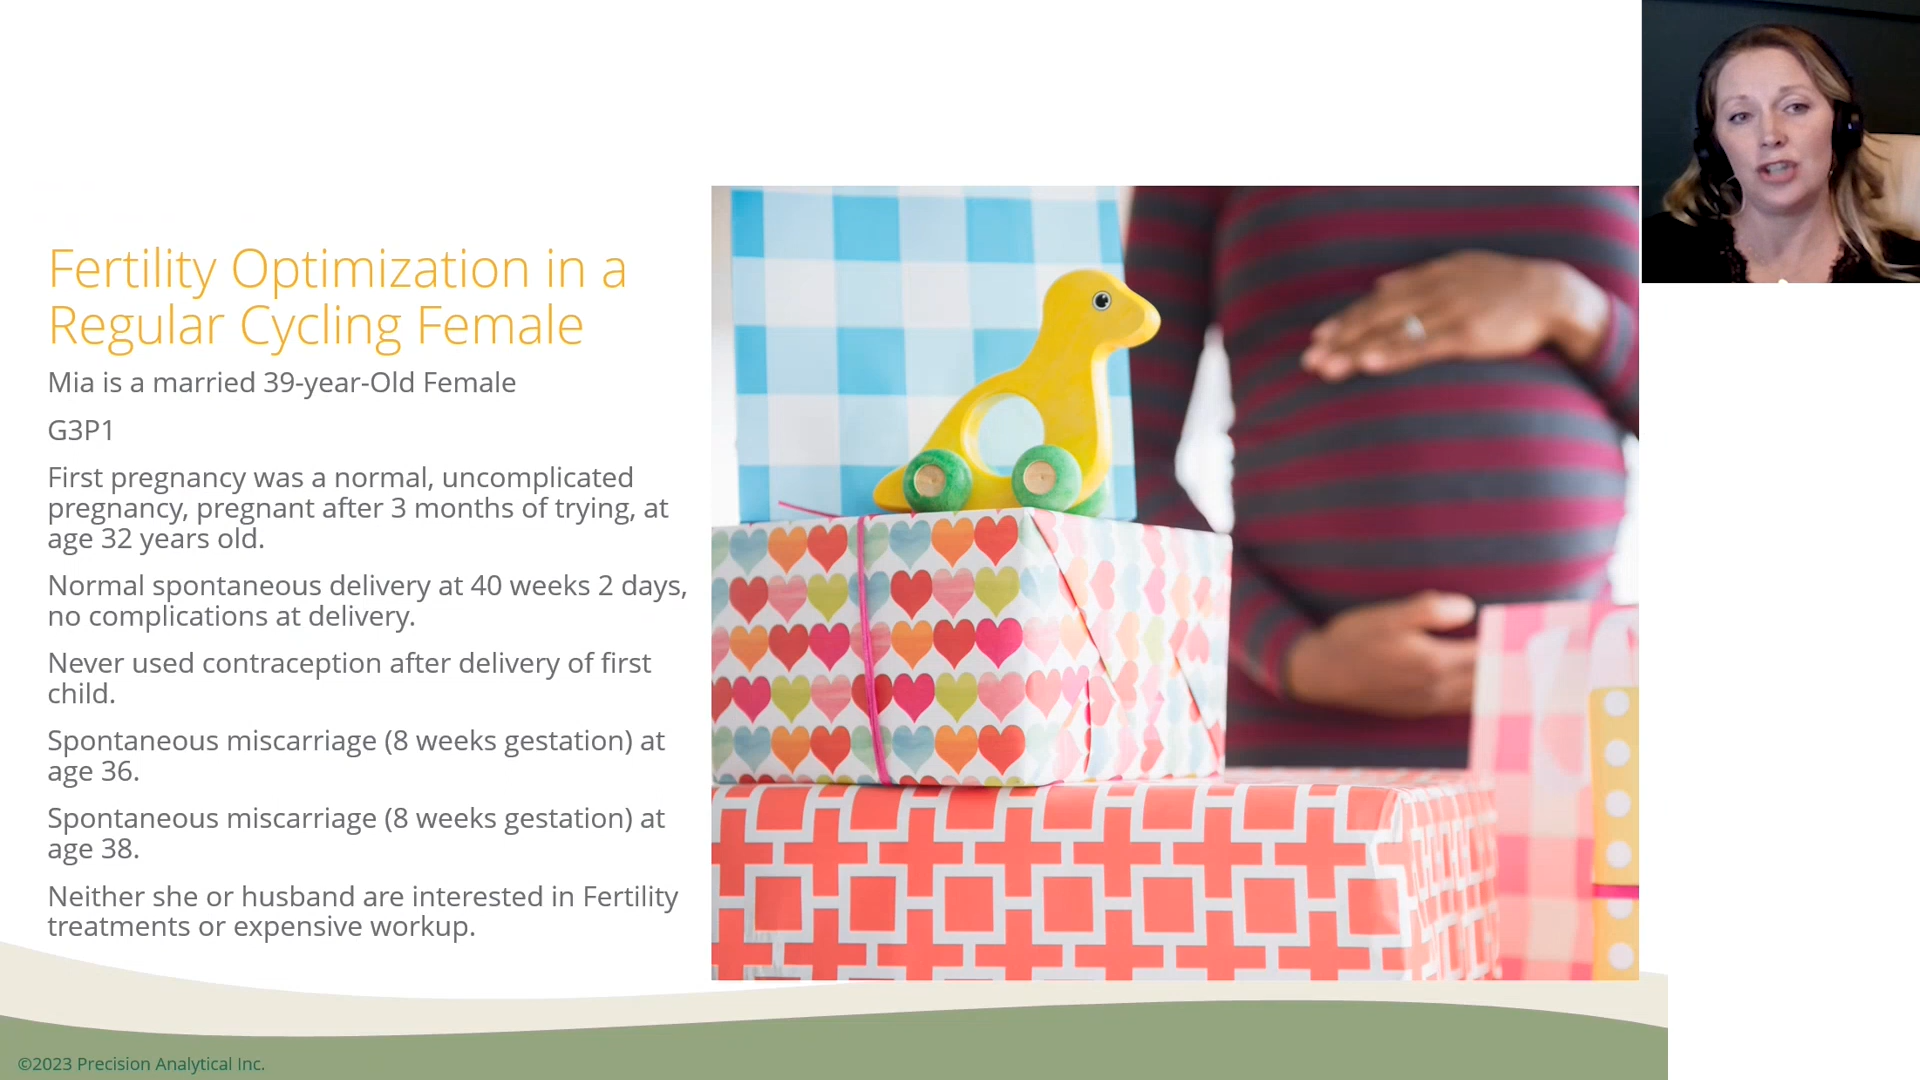 Fertility Optimization in a
Regular Cycling Female
Mia is a married 39-year-Old Female
G3P1
First pregnancy was a normal, uncomplicated
pregnancy, pregnant after 3 months of trying, at
age 32 years old.
Normal spontaneous delivery at 40 weeks 2 days,
no complications at delivery.
Never used contraception after delivery of first
child.
Spontaneous miscarriage (8 weeks gestation) at
age 36.
Spontaneous miscarriage (8 weeks gestation) at
age 38.
Neither she or husband are interested in Fertility
treatments or expensive workup.
©2023 Precision Analytical Inc.